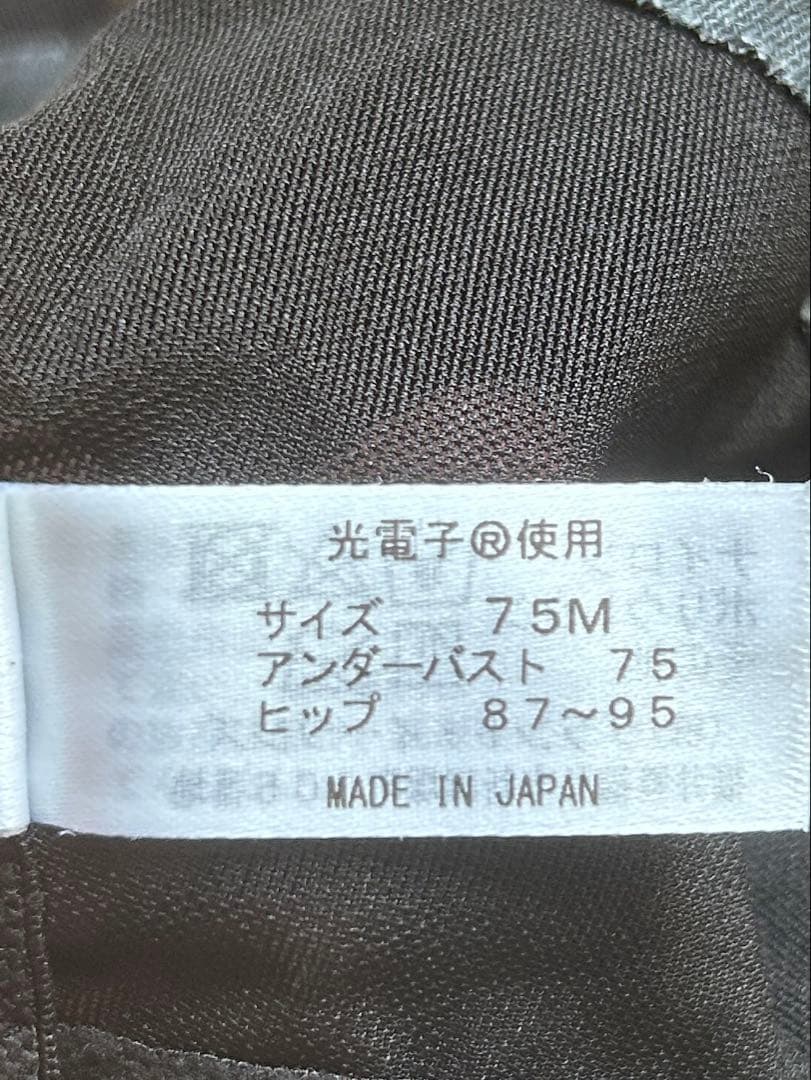 光電子®使用
サイズ 75M
アンダーバスト 75
ヒップ 87～95
MADE IN JAPAN